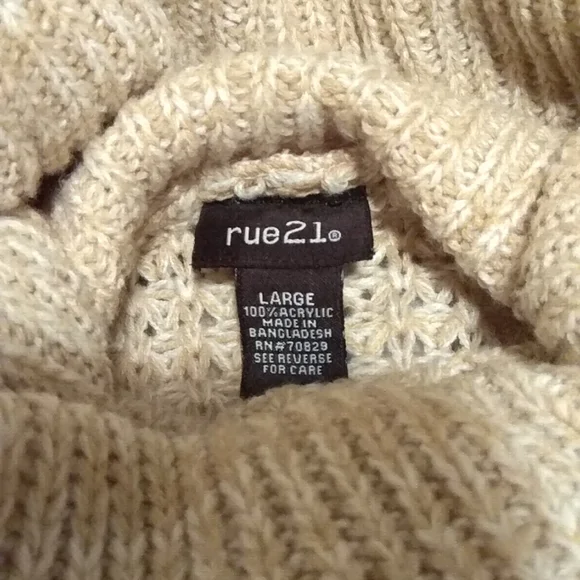 rue21®
LARGE
100%ACRYLIC
MADE IN
BANGLADESH
RN#70829
SEE REVERSE
FOR CARE